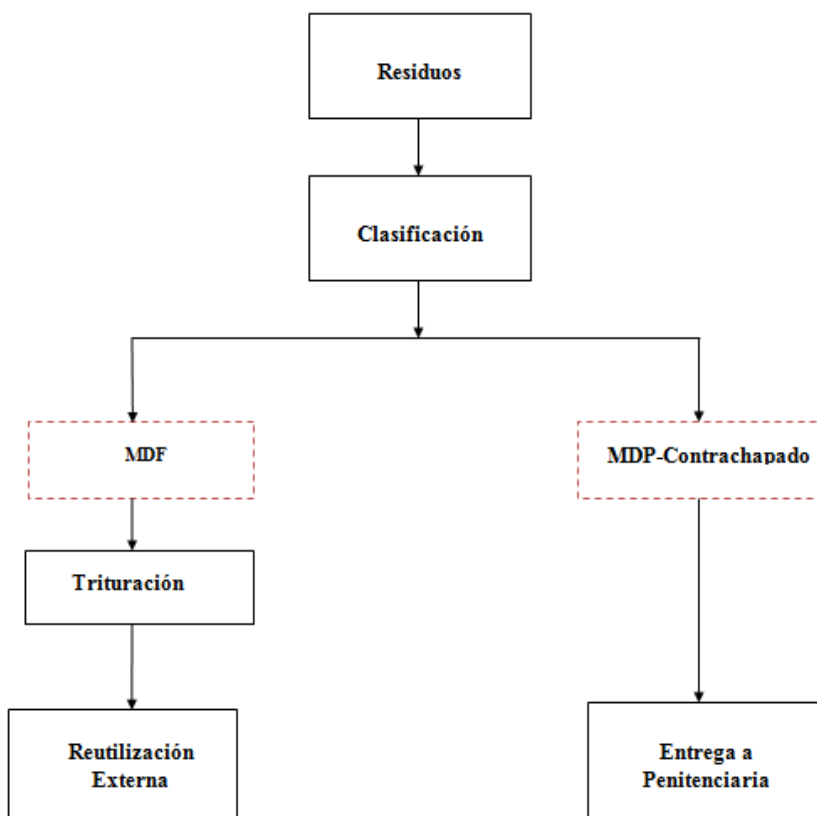 Residuos
Clasificación
MDF
MDP-Contrachapado
Trituración
Reutilización
Externa
Entrega a
Penitenciaria